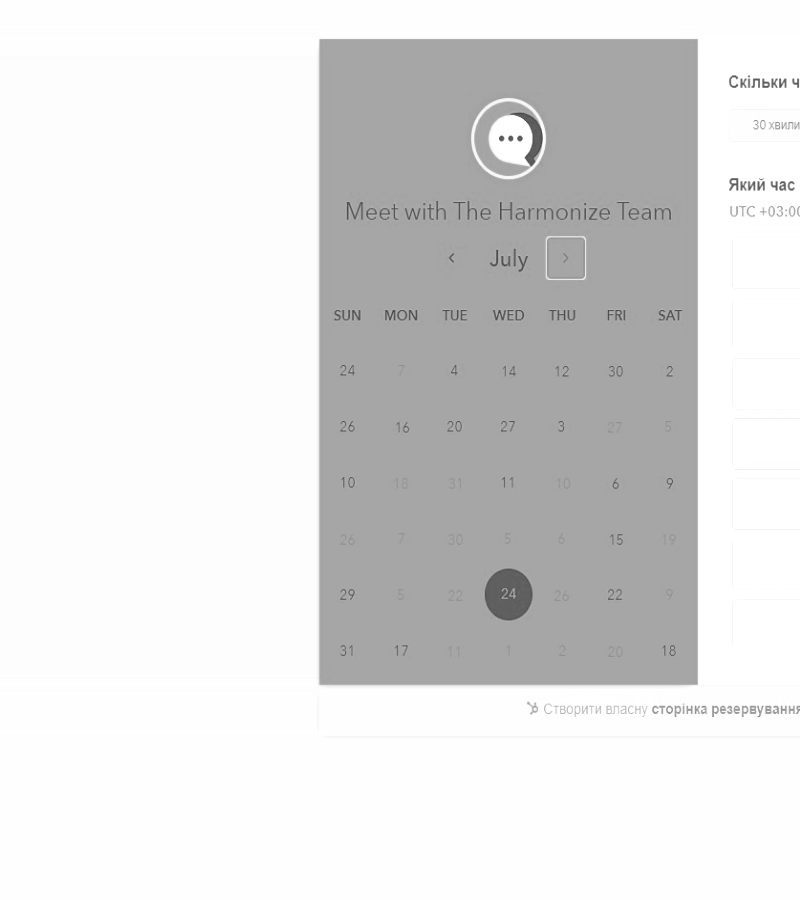 Скільки ч
30 хвили
Який час
UTC +03:00
Meet with The Harmonize Team
July
SUN MON TUE WED THU FRI SAT
24 7 4 14 12 30 2
26 16 20 27 3 27 5
10 18 31 11 10 6 9
26 7 30 5 6 15 19
29 5 22 24 26 22 9
31 17 11 1 2 20 18
Створити власну сторінка резервування